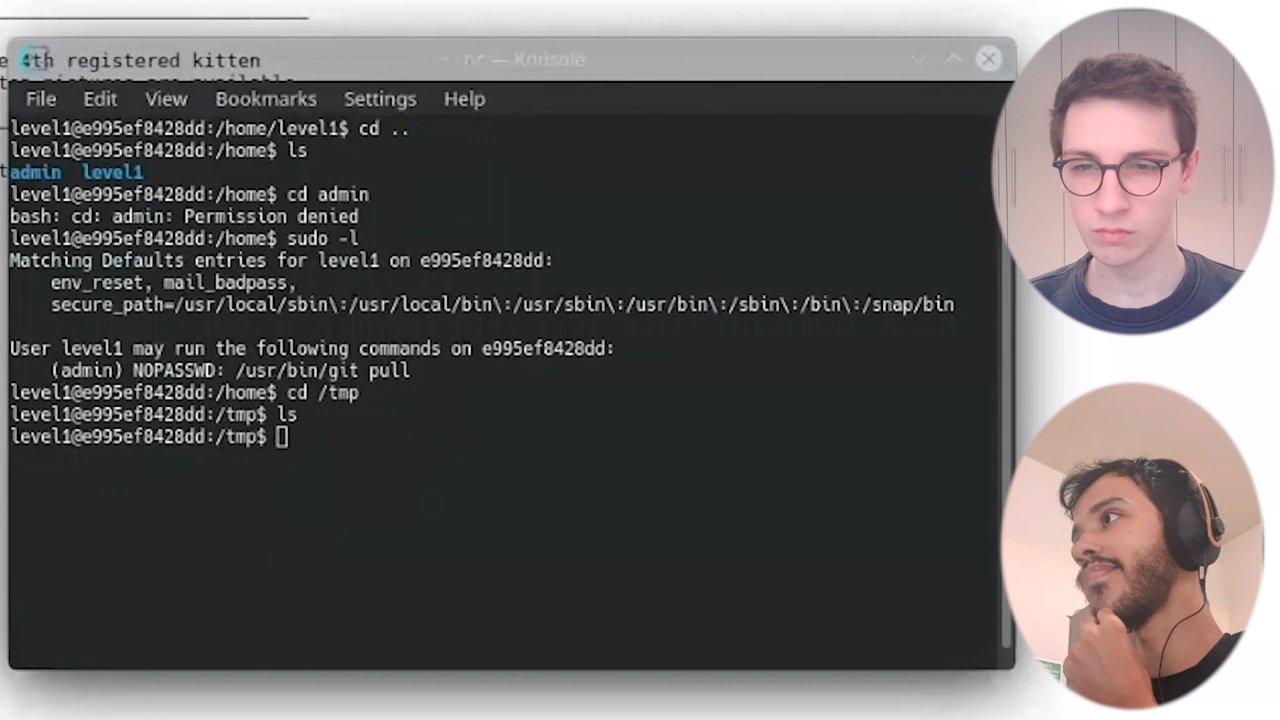 e 4th registered kitten
nr — Konsole
File Edit View Bookmarks Settings Help
level1@e995ef8428dd:/home/level1$ cd ..
level1@e995ef8428dd:/home$ ls
admin level1
level1@e995ef8428dd:/home$ cd admin
bash: cd: admin: Permission denied
level1@e995ef8428dd:/home$ sudo -l
Matching Defaults entries for level1 on e995ef8428dd:
env_reset, mail_badpass,
secure_path=/usr/local/sbin\:/usr/local/bin\:/usr/sbin\:/usr/bin\:/sbin\:/bin\:/snap/bin
User level1 may run the following commands on e995ef8428dd:
(admin) NOPASSWD: /usr/bin/git pull
level1@e995ef8428dd:/home$ cd /tmp
level1@e995ef8428dd:/tmp$ ls
level1@e995ef8428dd:/tmp$